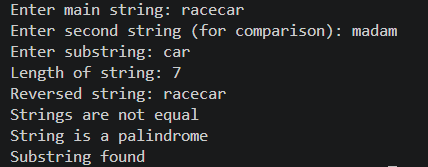 Enter main string: racecar
Enter second string (for comparison): madam
Enter substring: car
Length of string: 7
Reversed string: racecar
Strings are not equal
String is a palindrome
Substring found